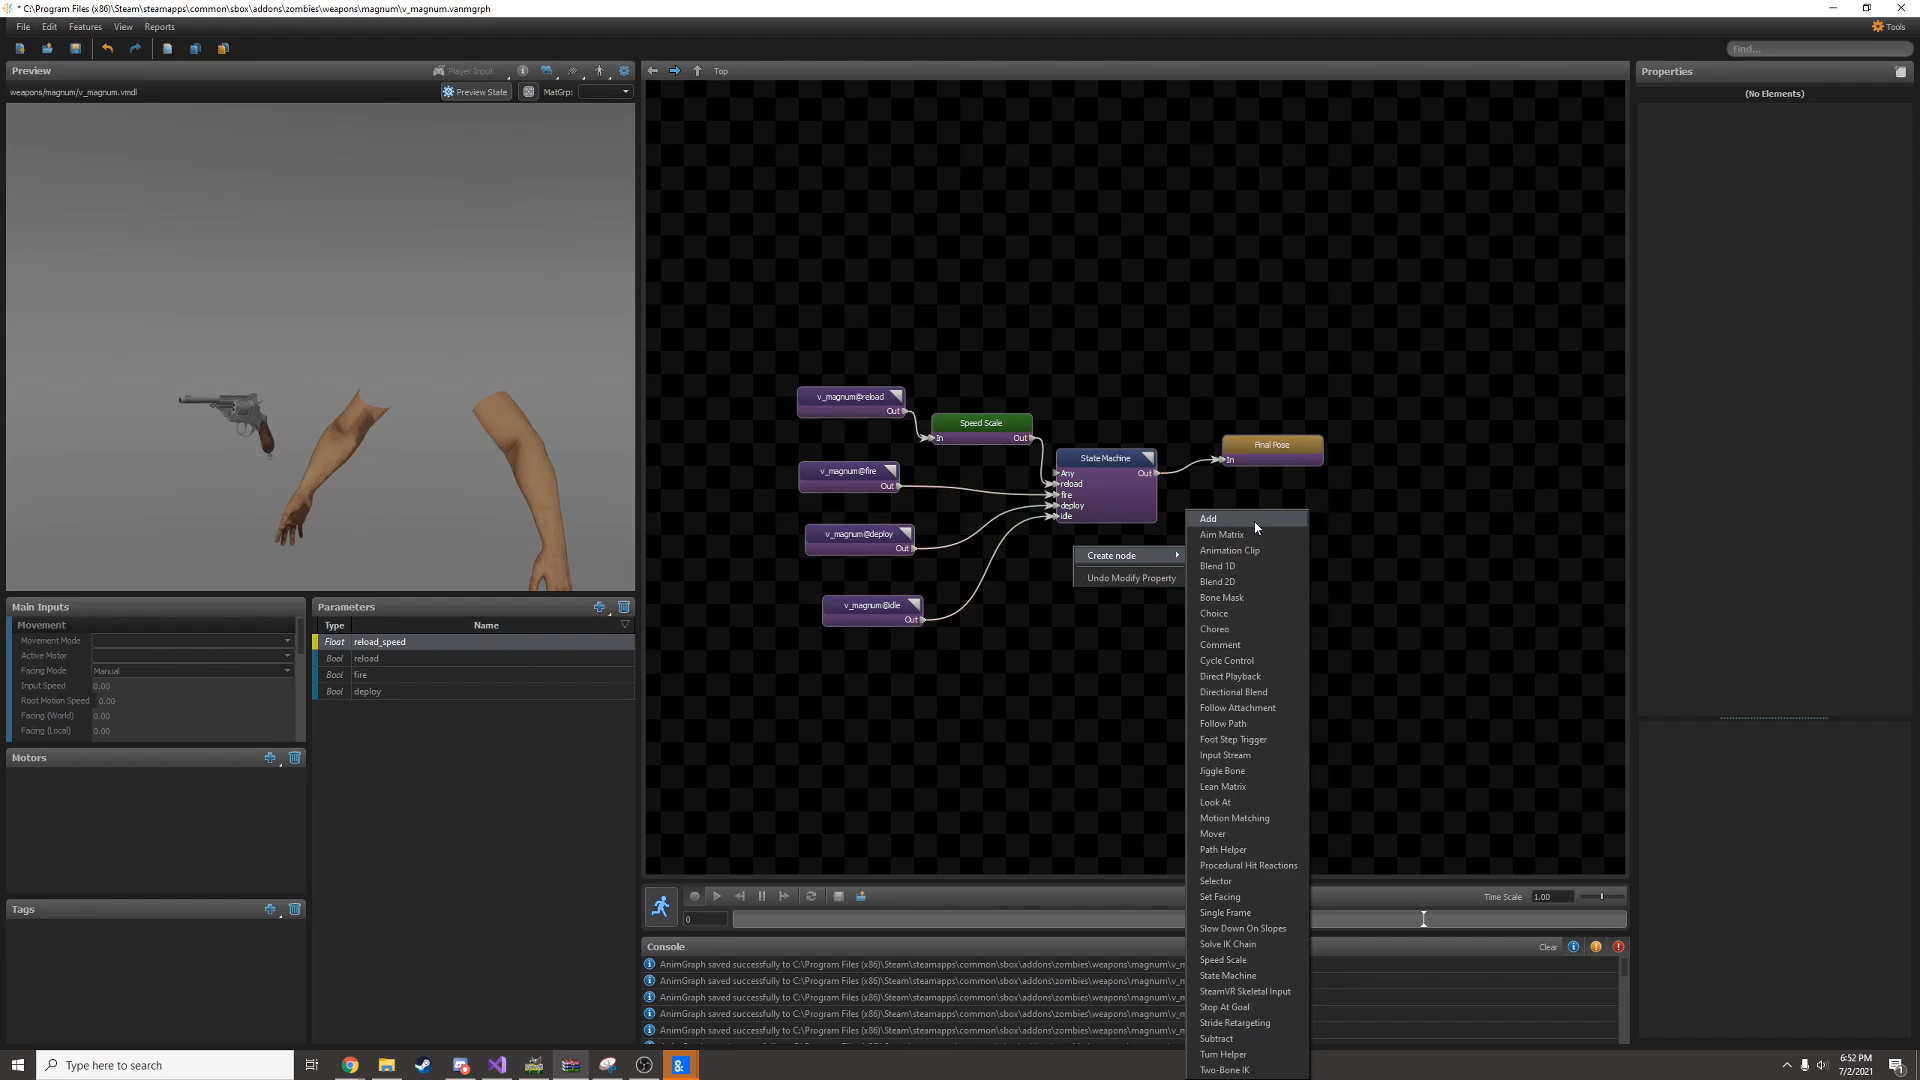 * C:\Program Files (x86)\Steam\steamapps\common\sbox\addons\zombies\weapons\magnum\v_magnum.vanmgrph
File Edit Features View Reports
Tools
Find...
Preview
Player Input
weapons/magnum/v_magnum.vmdl
Preview State
MatGrp:
Top
Properties
(No Elements)
v_magnum@reload
Out
Speed Scale
In Out
v_magnum@fire
Out
v_magnum@deploy
Out
v_magnum@idle
Out
State Machine
Any Out
reload
fire
deploy
idle
Final Pose
In
Create node
Undo Modify Property
Add
Aim Matrix
Animation Clip
Blend 1D
Blend 2D
Bone Mask
Choice
Choreo
Comment
Cycle Control
Direct Playback
Directional Blend
Follow Attachment
Follow Path
Foot Step Trigger
Input Stream
Jiggle Bone
Lean Matrix
Look At
Motion Matching
Mover
Path Helper
Procedural Hit Reactions
Selector
Set Facing
Single Frame
Slow Down On Slopes
Solve IK Chain
Speed Scale
State Machine
SteamVR Skeletal Input
Stop At Goal
Stride Retargeting
Subtract
Turn Helper
Two-Bone IK
Main Inputs
Movement
Movement Mode
Active Motor
Facing Mode Manual
Input Speed 0.00
Root Motion Speed 0.00
Facing (World) 0.00
Facing (Local) 0.00
Parameters
Type Name
Float reload_speed
Bool reload
Bool fire
Bool deploy
Motors
Tags
0
Time Scale 1.00
Console
Clear
AnimGraph saved successfully to C:\Program Files (x86)\Steam\steamapps\common\sbox\addons\zombies\weapons\magnum\v_m
AnimGraph saved successfully to C:\Program Files (x86)\Steam\steamapps\common\sbox\addons\zombies\weapons\magnum\v_m
AnimGraph saved successfully to C:\Program Files (x86)\Steam\steamapps\common\sbox\addons\zombies\weapons\magnum\v_m
AnimGraph saved successfully to C:\Program Files (x86)\Steam\steamapps\common\sbox\addons\zombies\weapons\magnum\v_m
AnimGraph saved successfully to C:\Program Files (x86)\Steam\steamapps\common\sbox\addons\zombies\weapons\magnum\v_m
Type here to search
6:52 PM
7/2/2021